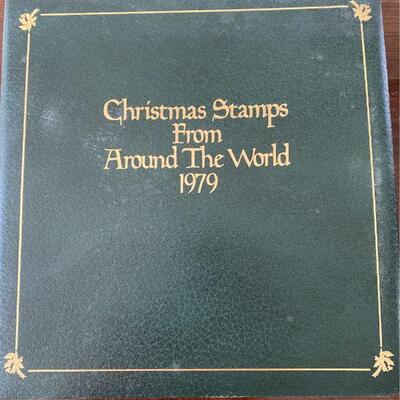 Christmas Stamps
From
Around The World
1979